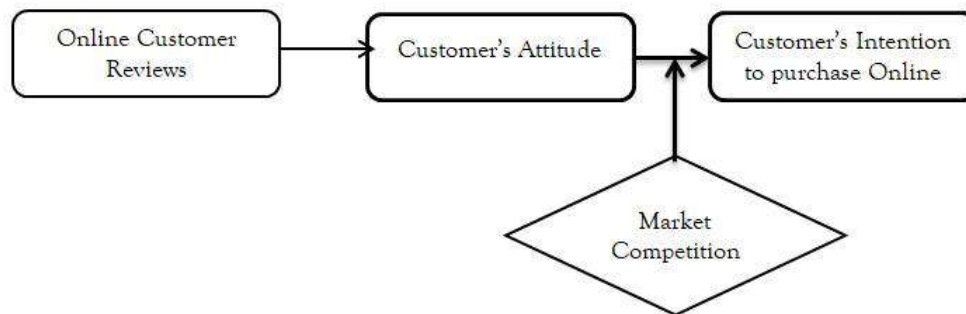 Online Customer
Reviews
Customer's Attitude
Customer's Intention
to purchase Online
Market
Competition